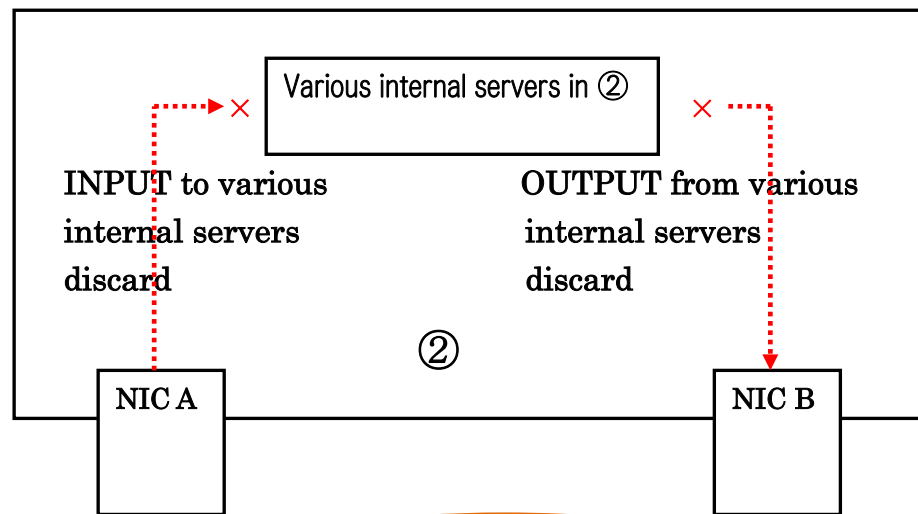 Various internal servers in ②
× ×
INPUT to various
internal servers
discard
OUTPUT from various
internal servers
discard
②
NIC A
NIC B